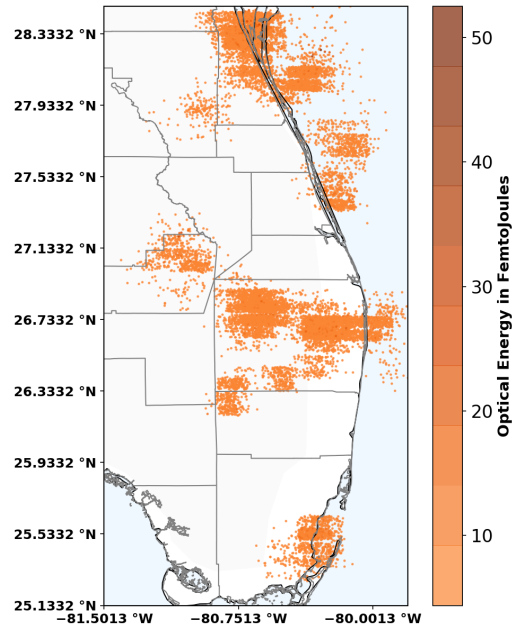 28.3332 °N
27.9332 °N
27.5332 °N
27.1332 °N
26.7332 °N
26.3332 °N
25.9332 °N
25.5332 °N
25.1332 °N
−81.5013 °W
−80.7513 °W
−80.0013 °W
50
40
30
20
10
Optical Energy in Femtojoules